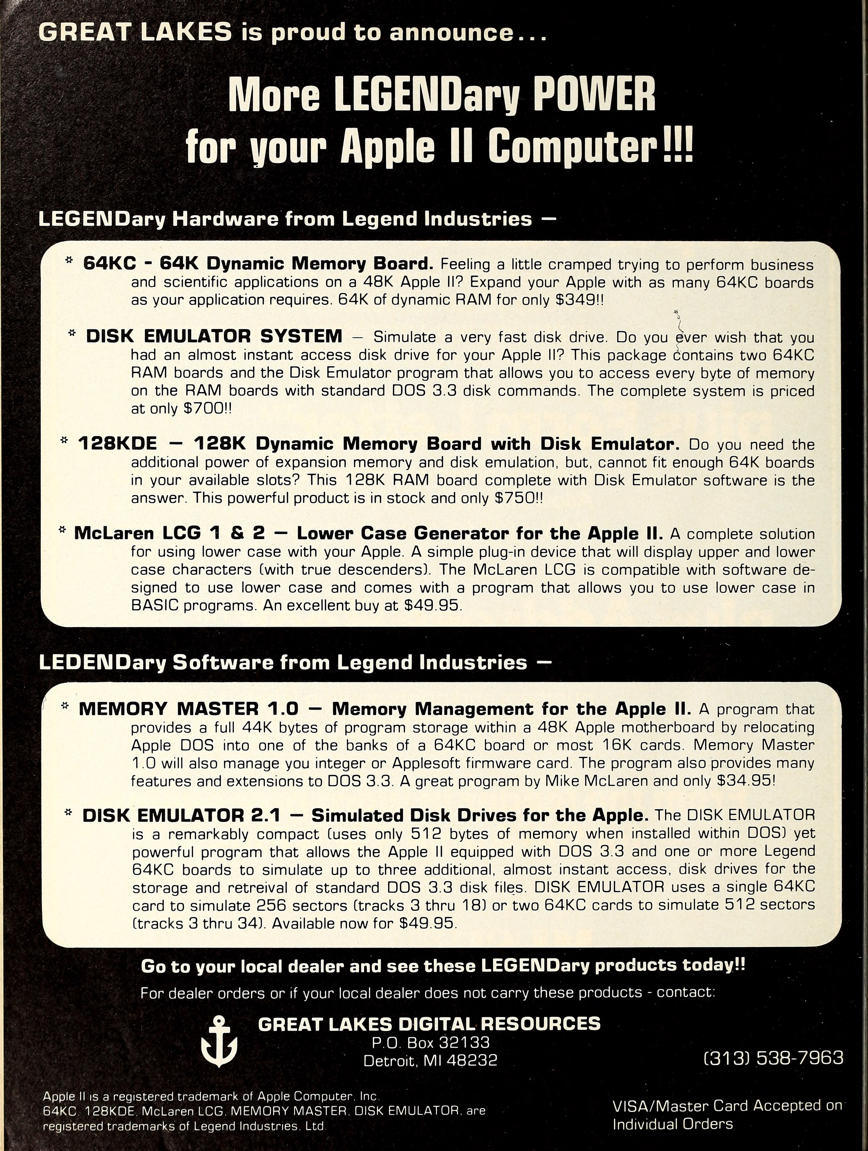 GREAT LAKES is proud to announce...
More LEGENDary POWER
for your Apple II Computer!!!
LEGENDary Hardware from Legend Industries —
* 64KC - 64K Dynamic Memory Board. Feeling a little cramped trying to perform business
and scientific applications on a 48K Apple II? Expand your Apple with as many 64KC boards
as your application requires. 64K of dynamic RAM for only $349!!
* DISK EMULATOR SYSTEM — Simulate a very fast disk drive. Do you ever wish that you
had an almost instant access disk drive for your Apple II? This package contains two 64KC
RAM boards and the Disk Emulator program that allows you to access every byte of memory
on the RAM boards with standard DOS 3.3 disk commands. The complete system is priced
at only $700!!
* 128KDE — 128K Dynamic Memory Board with Disk Emulator. Do you need the
additional power of expansion memory and disk emulation, but, cannot fit enough 64K boards
in your available slots? This 128K RAM board complete with Disk Emulator software is the
answer. This powerful product is in stock and only $750!!
* McLaren LCG 1 & 2 — Lower Case Generator for the Apple II. A complete solution
for using lower case with your Apple. A simple plug-in device that will display upper and lower
case characters (with true descenders). The McLaren LCG is compatible with software de-
signed to use lower case and comes with a program that allows you to use lower case in
BASIC programs. An excellent buy at $49.95.
LEDENDary Software from Legend Industries —
* MEMORY MASTER 1.0 — Memory Management for the Apple II. A program that
provides a full 44K bytes of program storage within a 48K Apple motherboard by relocating
Apple DOS into one of the banks of a 64KC board or most 16K cards. Memory Master
1.0 will also manage you integer or Applesoft firmware card. The program also provides many
features and extensions to DOS 3.3. A great program by Mike McLaren and only $34.95!
* DISK EMULATOR 2.1 — Simulated Disk Drives for the Apple. The DISK EMULATOR
is a remarkably compact (uses only 512 bytes of memory when installed within DOS) yet
powerful program that allows the Apple II equipped with DOS 3.3 and one or more Legend
64KC boards to simulate up to three additional, almost instant access, disk drives for the
storage and retreival of standard DOS 3.3 disk files. DISK EMULATOR uses a single 64KC
card to simulate 256 sectors (tracks 3 thru 18) or two 64KC cards to simulate 512 sectors
(tracks 3 thru 34). Available now for $49.95.
Go to your local dealer and see these LEGENDary products today!!
For dealer orders or if your local dealer does not carry these products - contact:
GREAT LAKES DIGITAL RESOURCES
P.O. Box 32133
Detroit, MI 48232
(313) 538-7963
Apple II is a registered trademark of Apple Computer, Inc.
64KC, 128KDE, McLaren LCG, MEMORY MASTER, DISK EMULATOR, are
registered trademarks of Legend Industries, Ltd.
VISA/Master Card Accepted on
Individual Orders